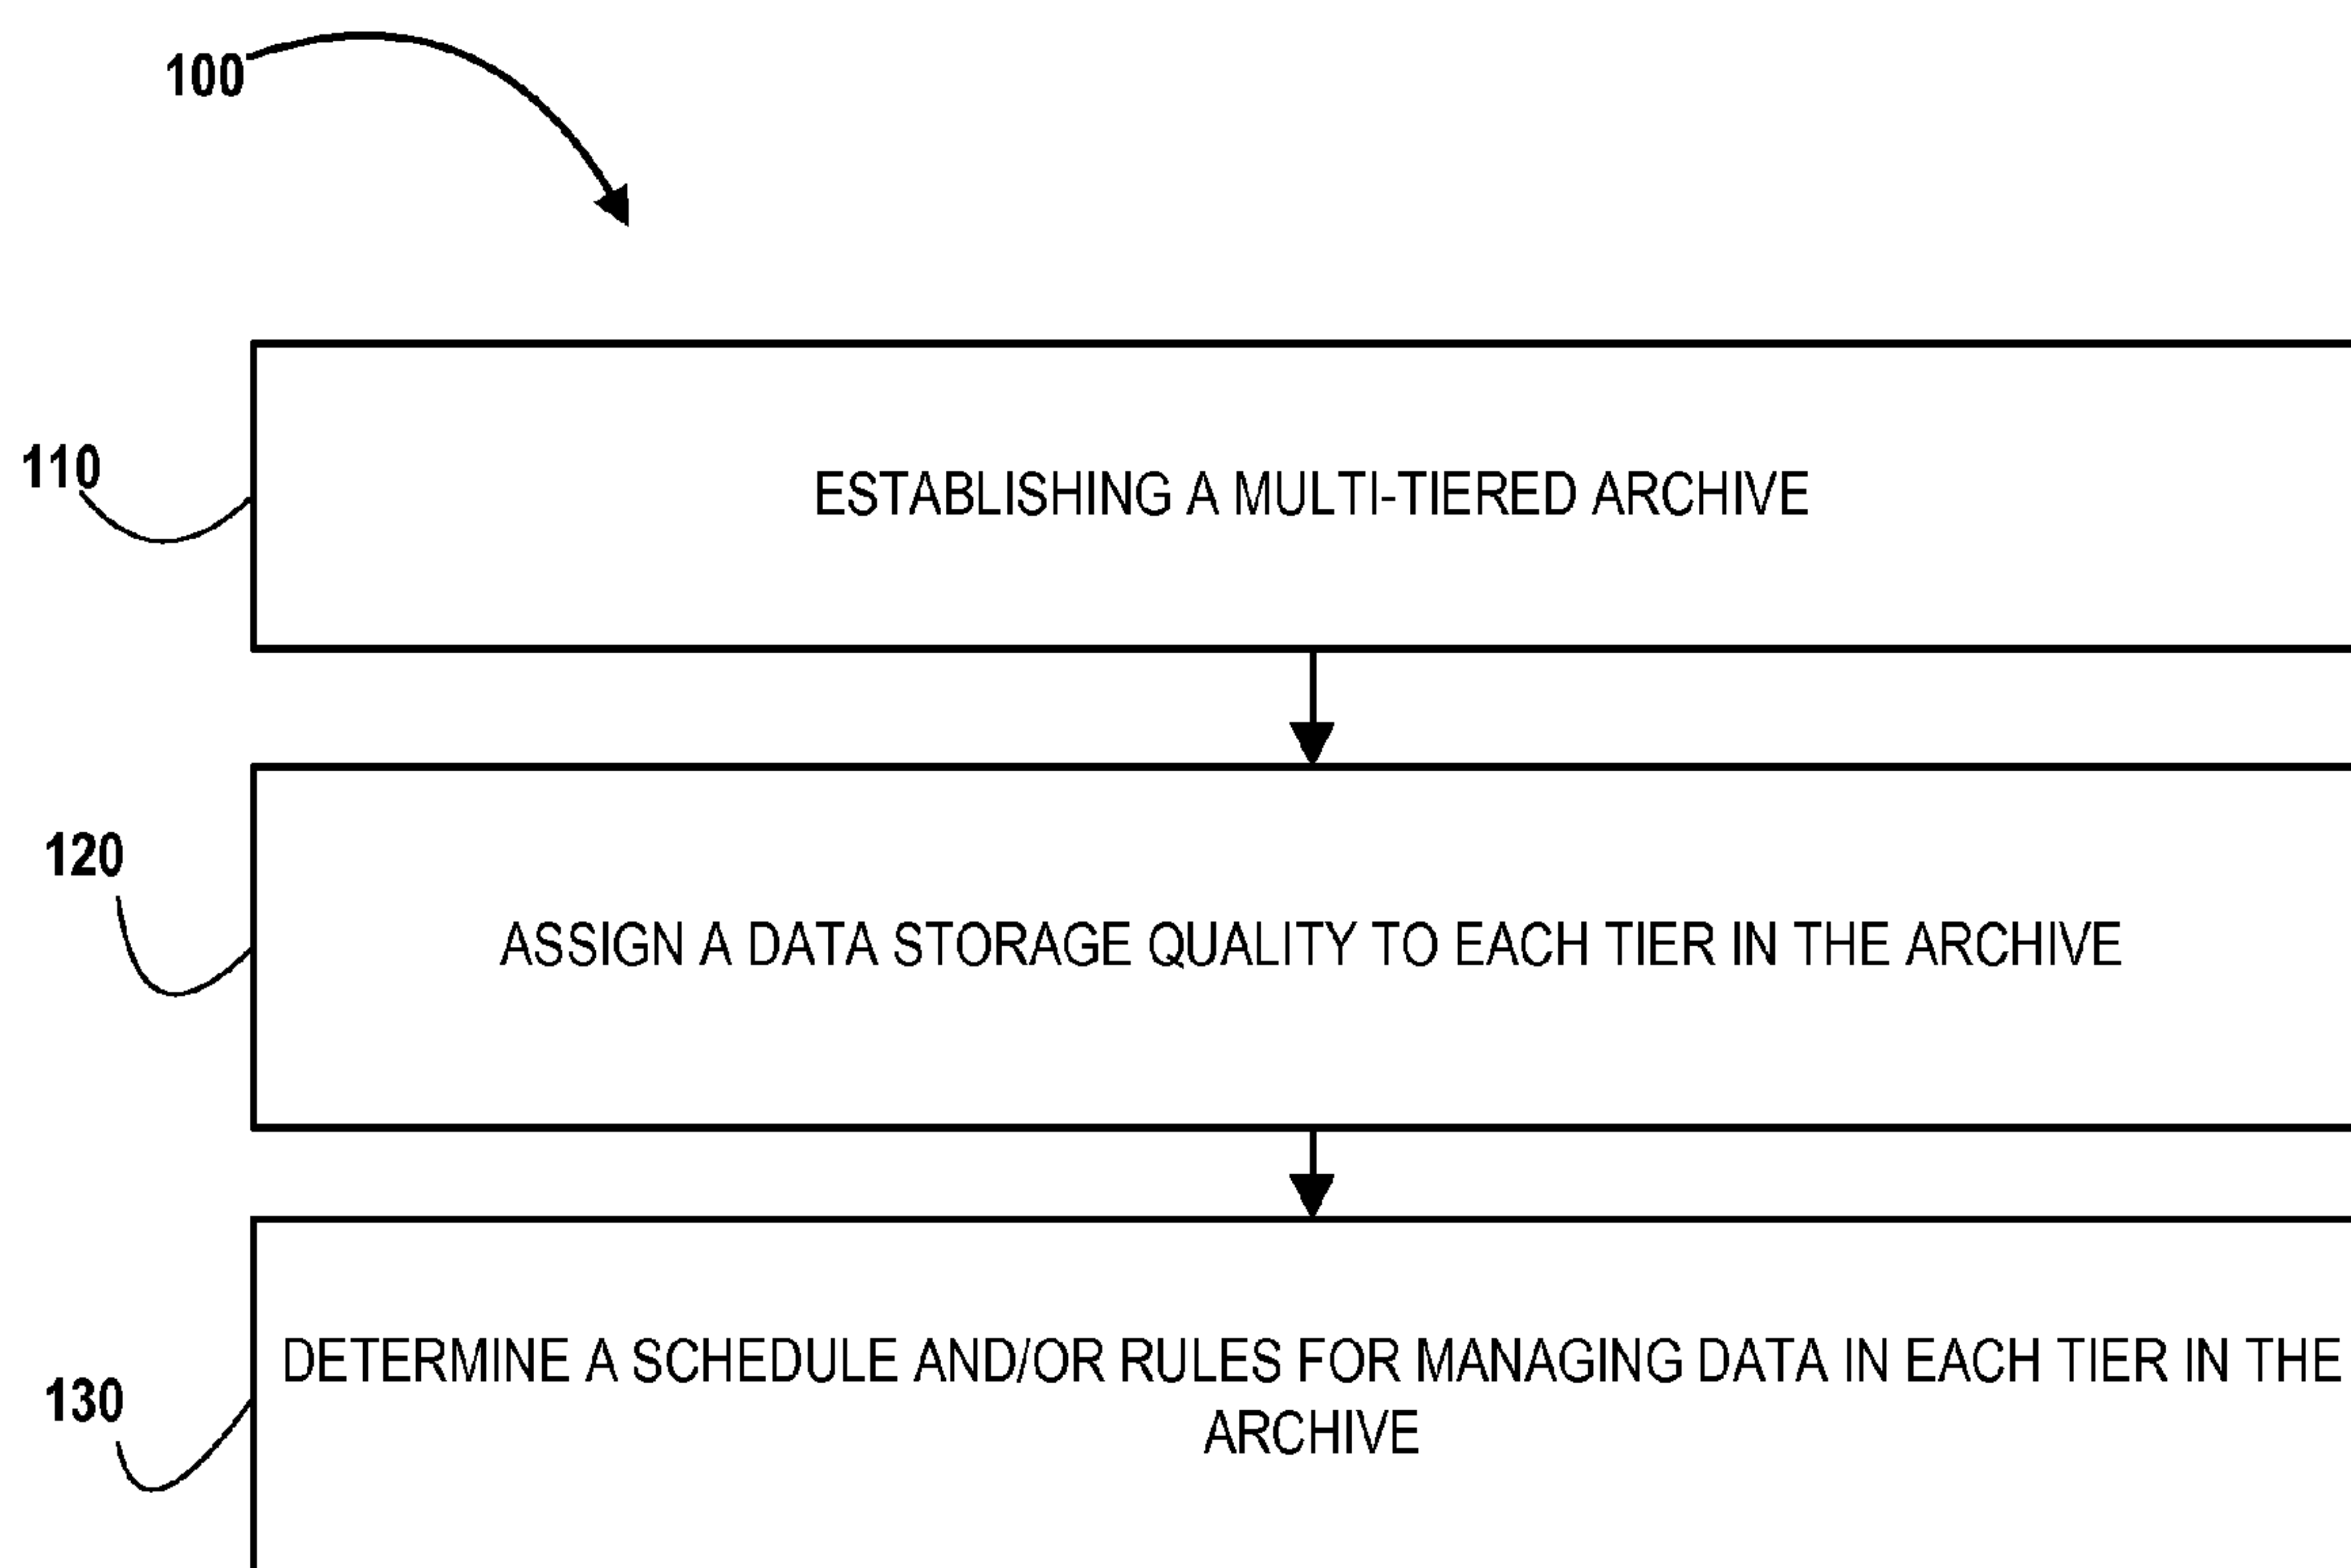 100
110
ESTABLISHING A MULTI-TIERED ARCHIVE
120
ASSIGN A DATA STORAGE QUALITY TO EACH TIER IN THE ARCHIVE
130
DETERMINE A SCHEDULE AND/OR RULES FOR MANAGING DATA IN EACH TIER IN THE
ARCHIVE